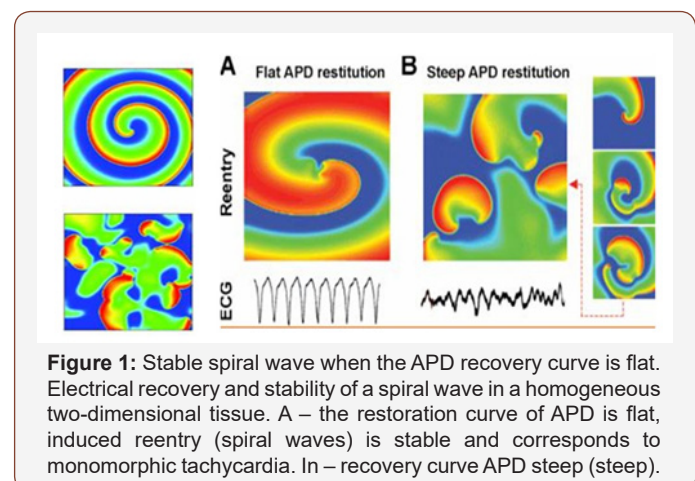 A Flat APD restitution B Steep APD restitution
Reentry
ECG
Figure 1: Stable spiral wave when the APD recovery curve is flat.
Electrical recovery and stability of a spiral wave in a homogeneous
two-dimensional tissue. A – the restoration curve of APD is flat,
induced reentry (spiral waves) is stable and corresponds to
monomorphic tachycardia. In – recovery curve APD steep (steep).